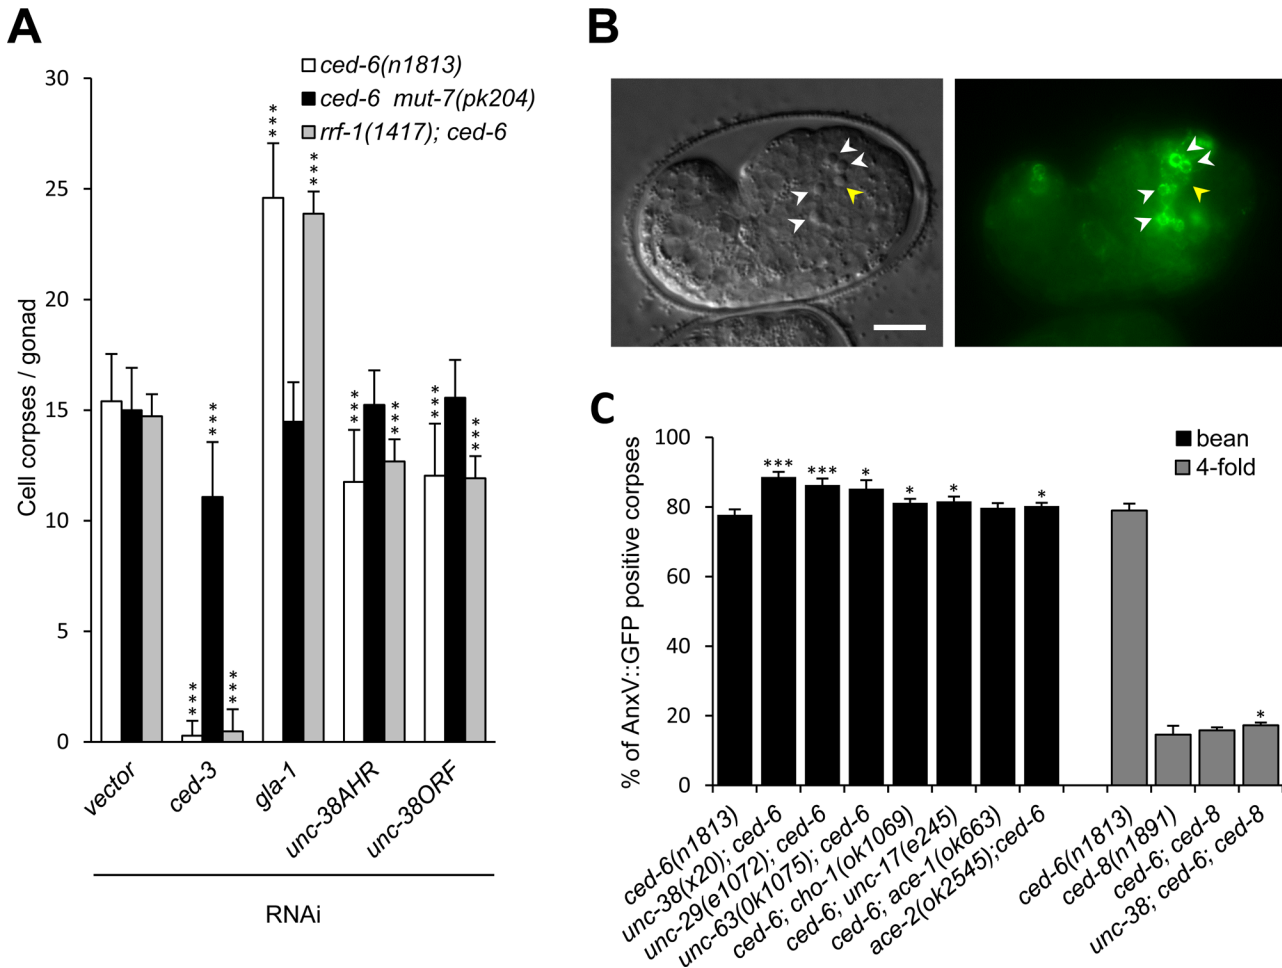 A
30
25
20
15
10
5
0
Cell corpses / gonad
ced-6(n1813)
ced-6 mut-7(pk204)
rrf-1(1417); ced-6
***
***
***
***
***
***
***
***
***
vector
ced-3
gla-1
unc-38AHR
unc-38ORF
RNAi
B
C
% of AnxV::GFP positive corpses
100
80
60
40
20
0
bean
4-fold
***
***
*
*
*
*
*
ced-6(n1813)
unc-38(x20); ced-6
unc-29(e1072); ced-6
unc-63(0k1075); ced-6
ced-6; cho-1(ok1069)
ced-6; unc-17(e245)
ced-6; ace-1(ok663)
ace-2(ok2545);ced-6
ced-6(n1813)
ced-8(n1891)
ced-6; ced-8
unc-38; ced-6; ced-8